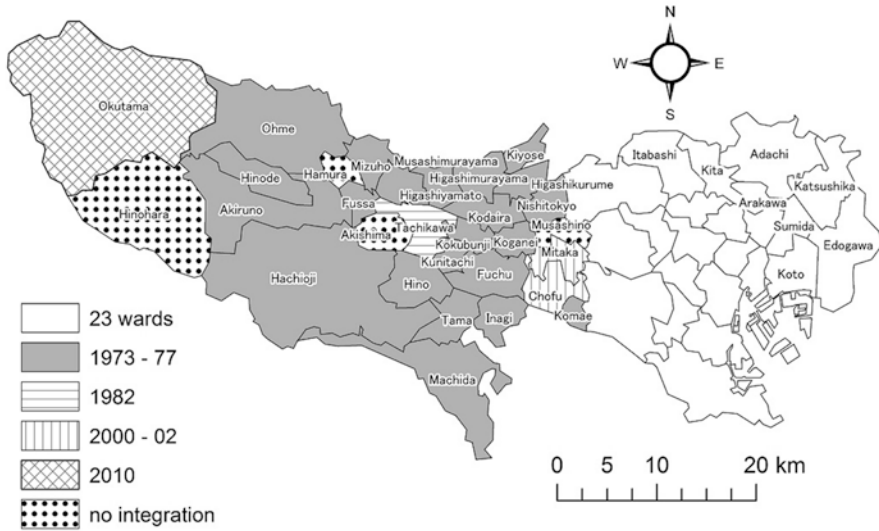 N
W E
S
Okutama
Ohme
Itabashi
Kita
Adachi
Kiyose
Mizuho
Musashimurayama
Hinode
Hamura
Higashimurayama
Higashikurume
Katsushika
Higashiyamato
Fussa
Nishitokyo
Arakawa
Akiruno
Hinohara
Kodaira
Musashino
Sumida
Tachikawa
Akishima
Kokubunji
Koganei
Mitaka
Edogawa
Kunitachi
Koto
Fuchu
Hachioji
Hino
Chofu
Komae
Tama
Inagi
Machida
23 wards
1973 - 77
1982
2000 - 02
2010
no integration
0 5 10 20 km